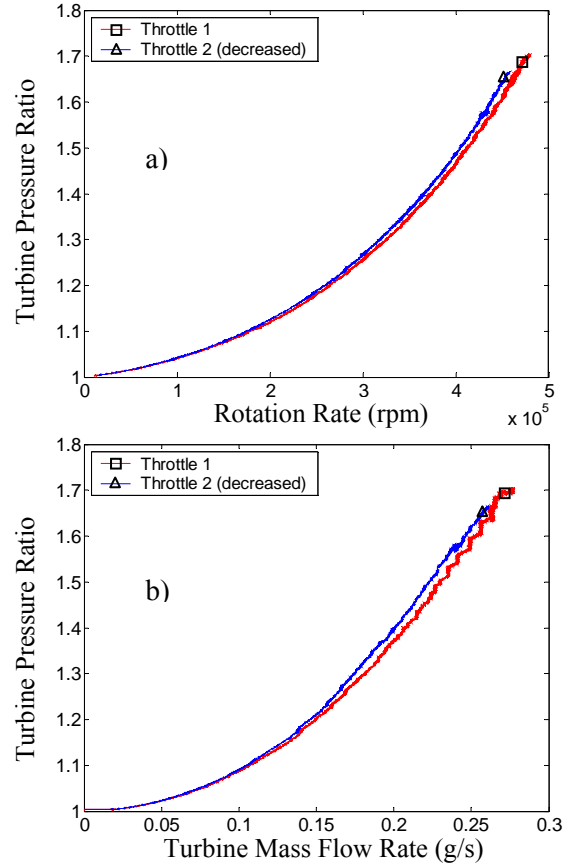 1.8
Throttle 1
Throttle 2 (decreased)
1.7
1.6
1.5
a)
1.4
1.3
1.2
1.1
1
0 1 2 3 4 5
Turbine Pressure Ratio
Rotation Rate (rpm)
x 10^5
1.8
Throttle 1
Throttle 2 (decreased)
1.7
1.6
b)
1.5
1.4
1.3
1.2
1.1
1
0 0.05 0.1 0.15 0.2 0.25 0.3
Turbine Pressure Ratio
Turbine Mass Flow Rate (g/s)